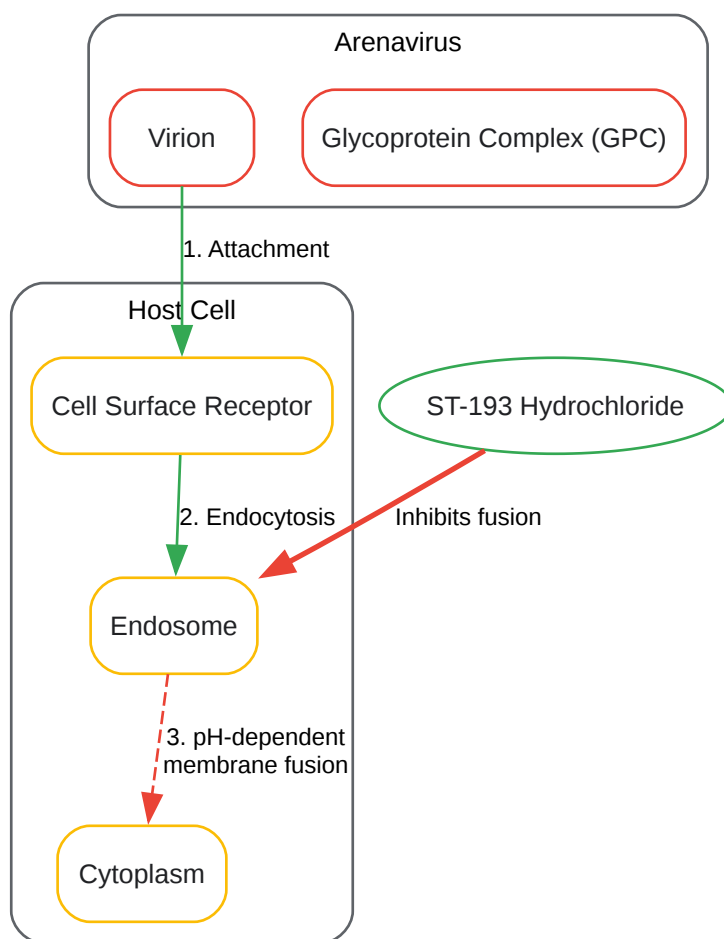 Arenavirus
Virion
Glycoprotein Complex (GPC)
1. Attachment
Host Cell
Cell Surface Receptor
ST-193 Hydrochloride
2. Endocytosis
Inhibits fusion
Endosome
3. pH-dependent
membrane fusion
Cytoplasm